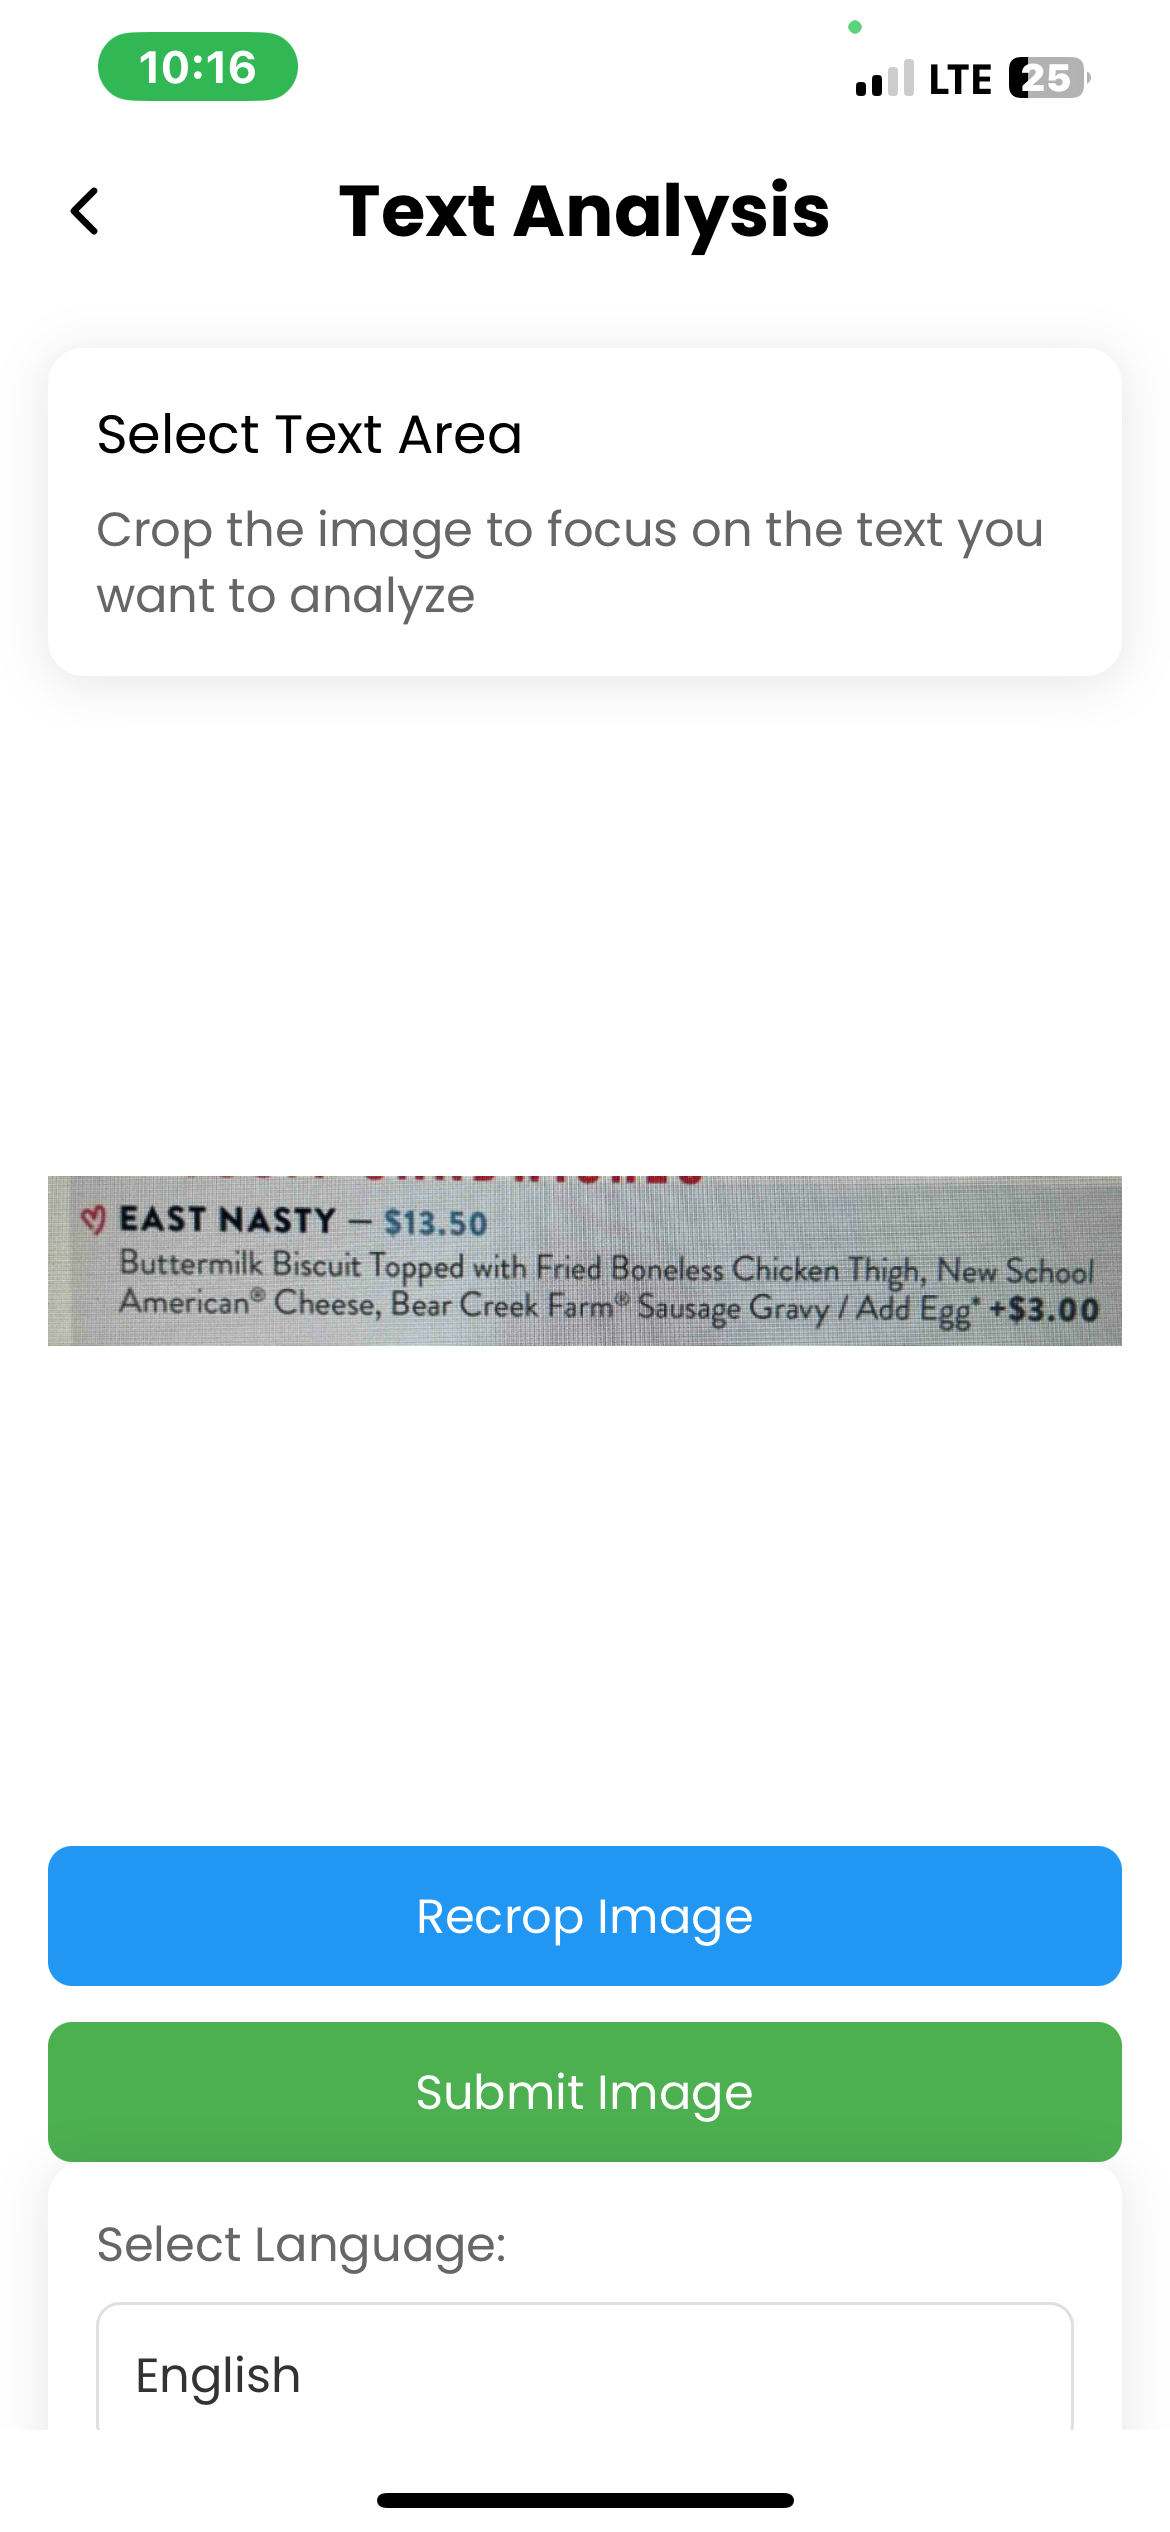 10:16
LTE 25
Text Analysis
Select Text Area
Crop the image to focus on the text you
want to analyze
EAST NASTY — $13.50
Buttermilk Biscuit Topped with Fried Boneless Chicken Thigh, New School
American® Cheese, Bear Creek Farm® Sausage Gravy / Add Egg* +$3.00
Recrop Image
Submit Image
Select Language:
English